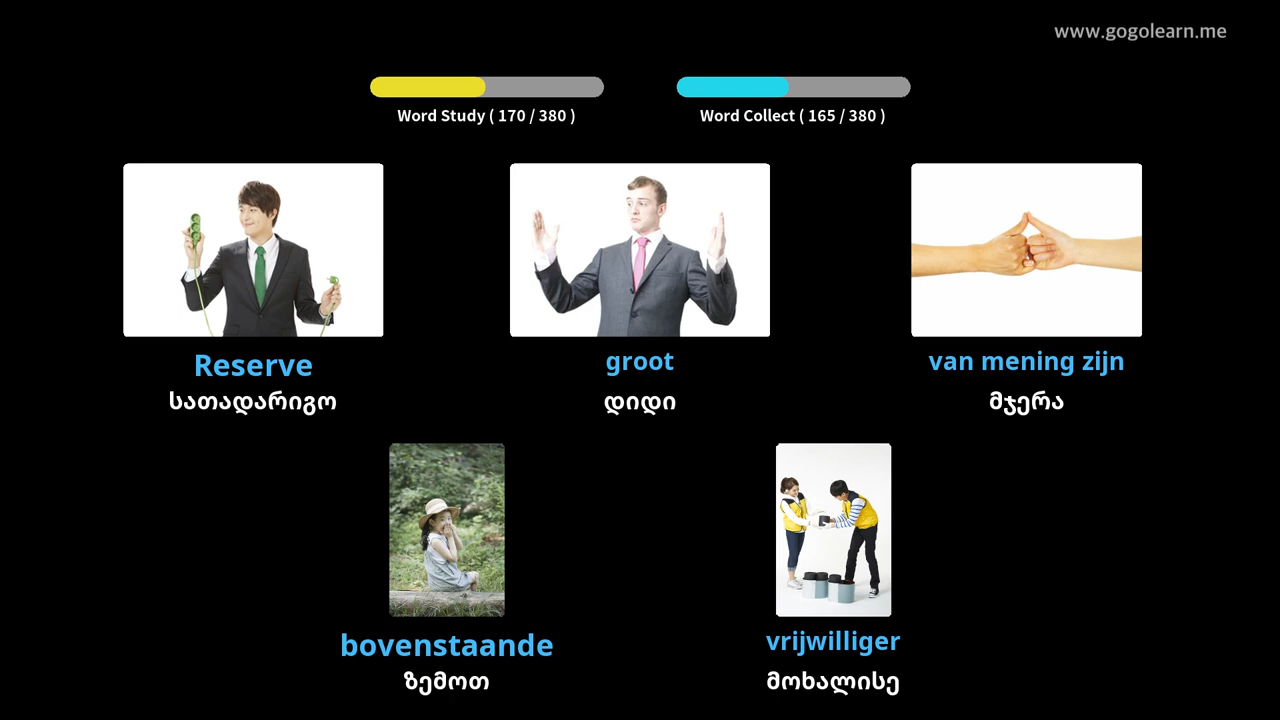 www.gogolearn.me
Word Study ( 170 / 380 )
Word Collect ( 165 / 380 )
Reserve
სათადარიგო
groot
დიდი
van mening zijn
მჯერა
bovenstaande
ზემოთ
vrijwilliger
მოხალისე